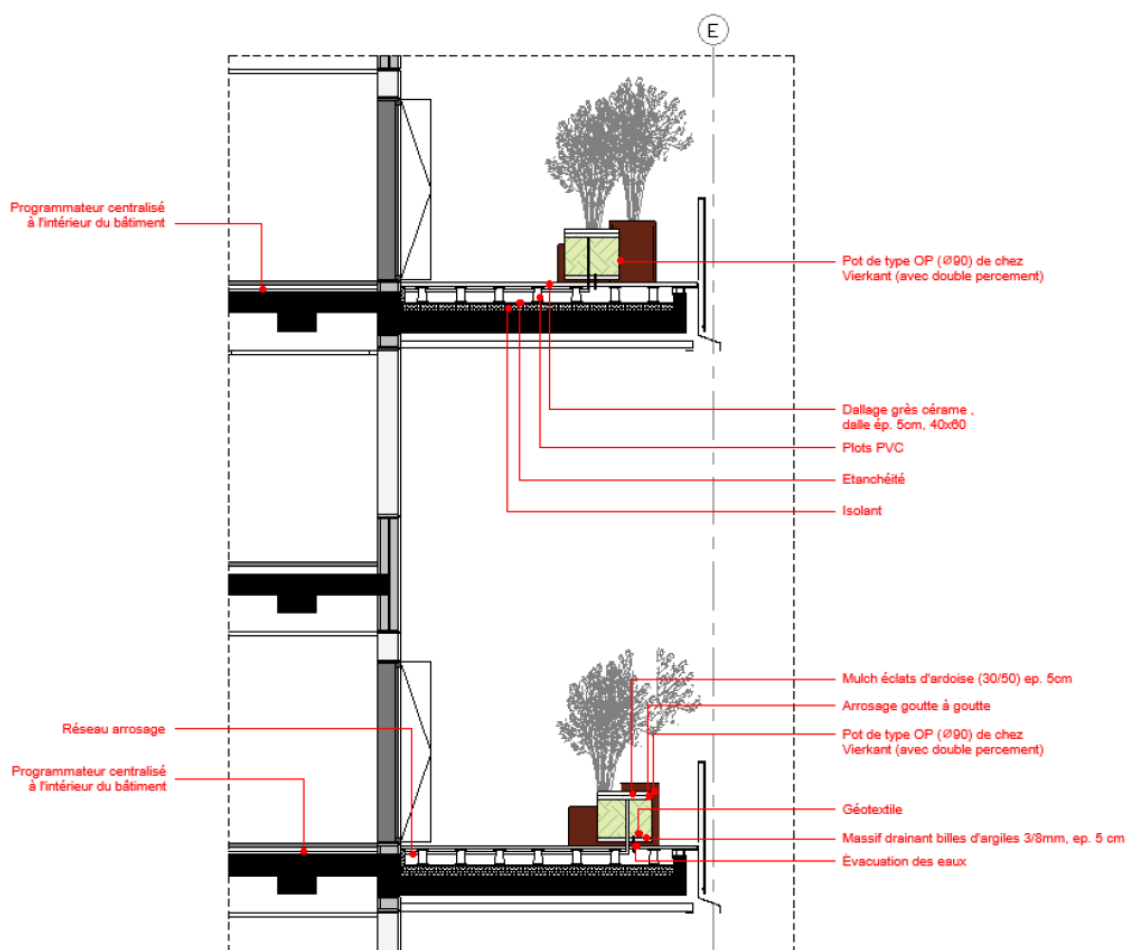 E
Programmateur centralisé
à l'intérieur du bâtiment
Pot de type OP (Ø90) de chez
Vierkant (avec double percement)
Dallage grès cérame ,
dalle ép. 5cm, 40x60
Plots PVC
Etanchéité
Isolant
Mulch éclats d'ardoise (30/50) ep. 5cm
Arrosage goutte à goutte
Réseau arrosage
Pot de type OP (Ø90) de chez
Vierkant (avec double percement)
Programmateur centralisé
à l'intérieur du bâtiment
Géotextile
Massif drainant billes d'argiles 3/8mm, ep. 5 cm
Évacuation des eaux